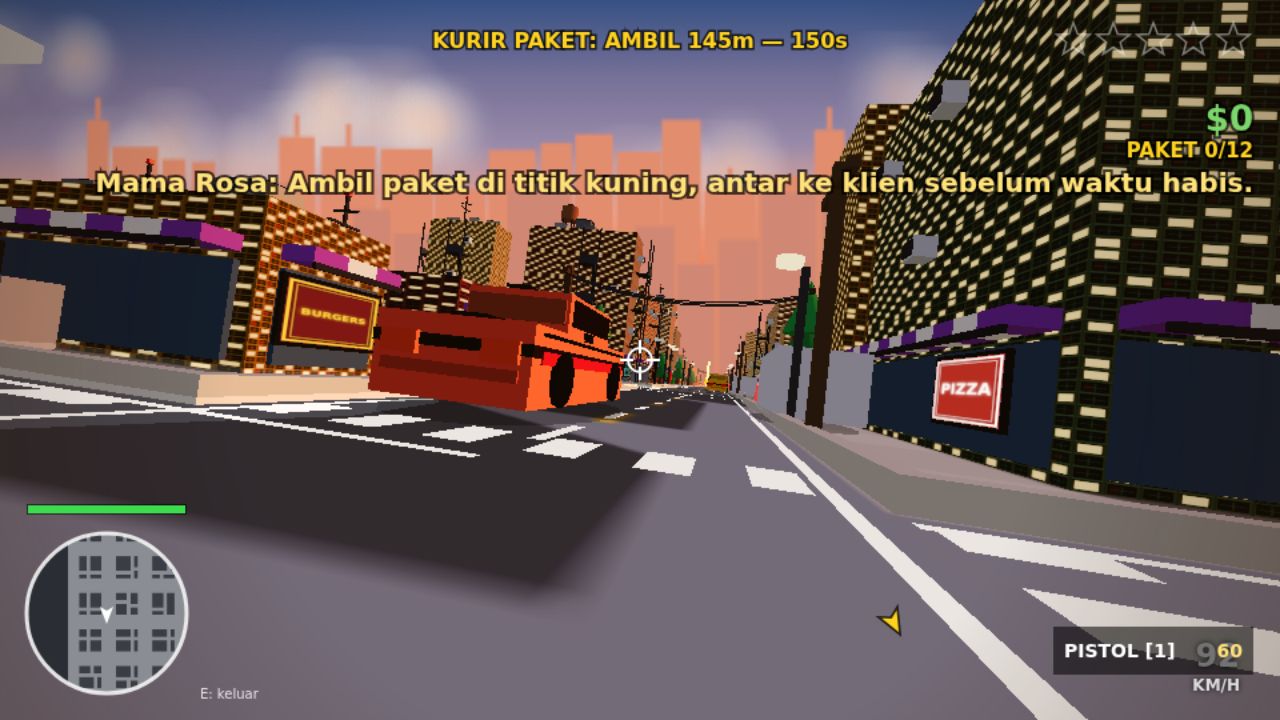 KURIR PAKET: AMBIL 145m — 150s
$0
PAKET 0/12
Mama Rosa: Ambil paket di titik kuning, antar ke klien sebelum waktu habis.
BURGERS
PIZZA
PISTOL [1] 60
92
KM/H
E: keluar